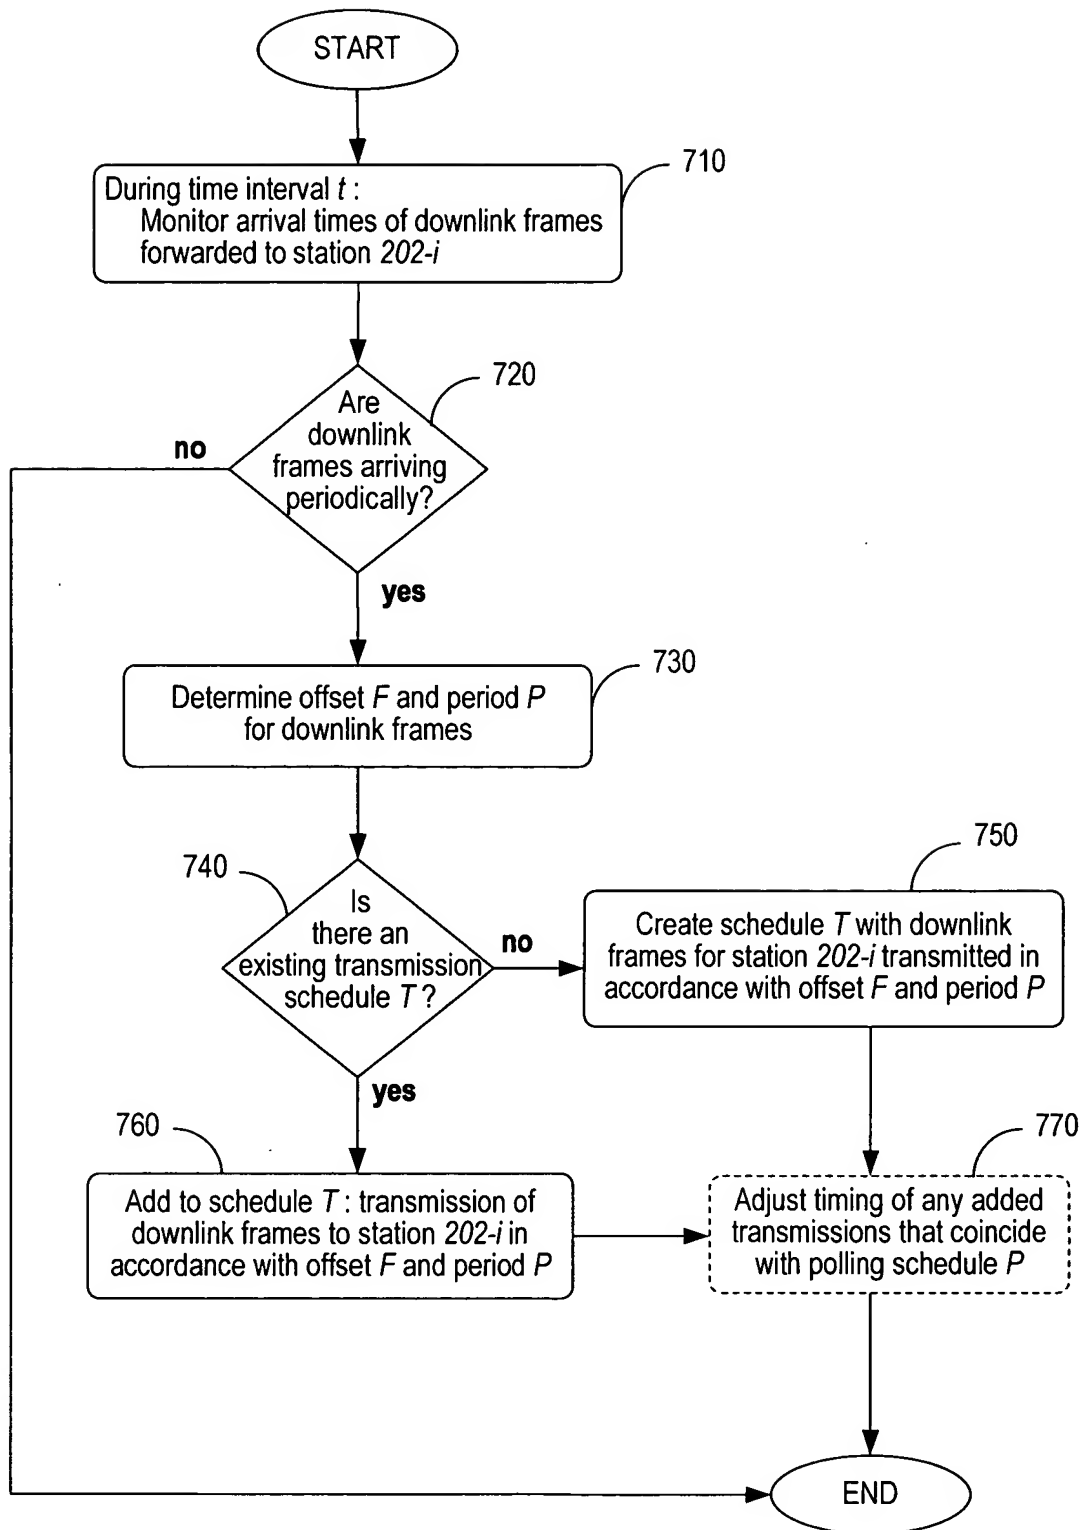 START
710
During time interval t :
Monitor arrival times of downlink frames
forwarded to station 202-i
720
Are
downlink
frames arriving
periodically?
no
yes
730
Determine offset F and period P
for downlink frames
740
Is
there an
existing transmission
schedule T ?
no
yes
750
Create schedule T with downlink
frames for station 202-i transmitted in
accordance with offset F and period P
760
Add to schedule T : transmission of
downlink frames to station 202-i in
accordance with offset F and period P
770
Adjust timing of any added
transmissions that coincide
with polling schedule P
END